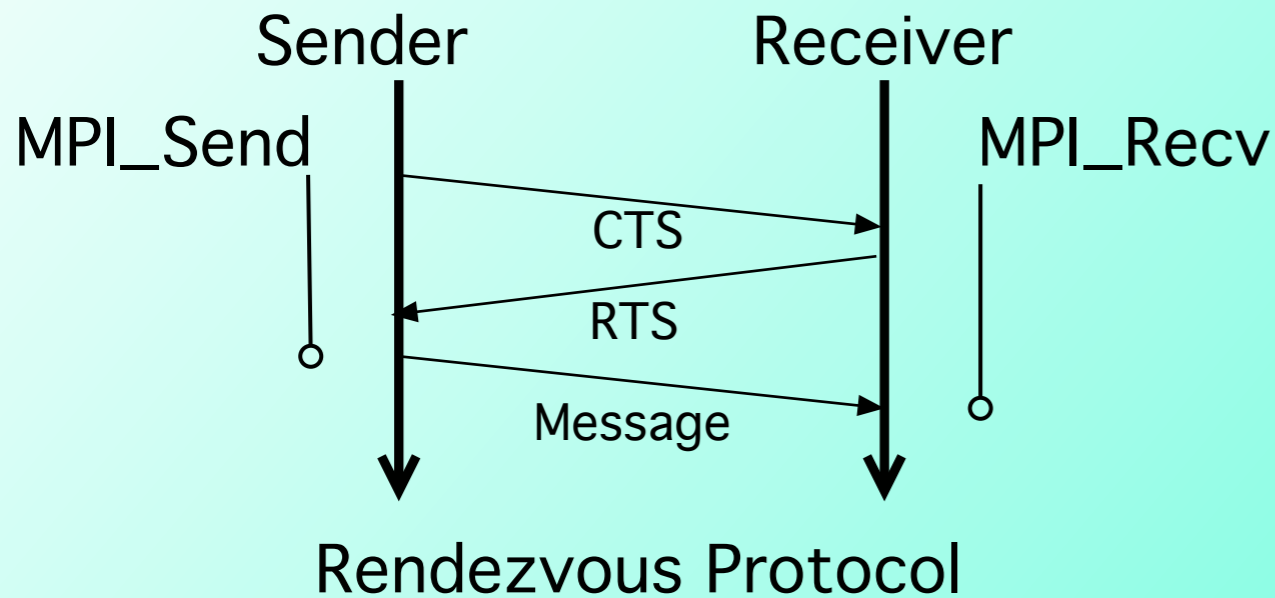 Sender
Receiver
MPI_Send
MPI_Recv
CTS
RTS
Message
Rendezvous Protocol